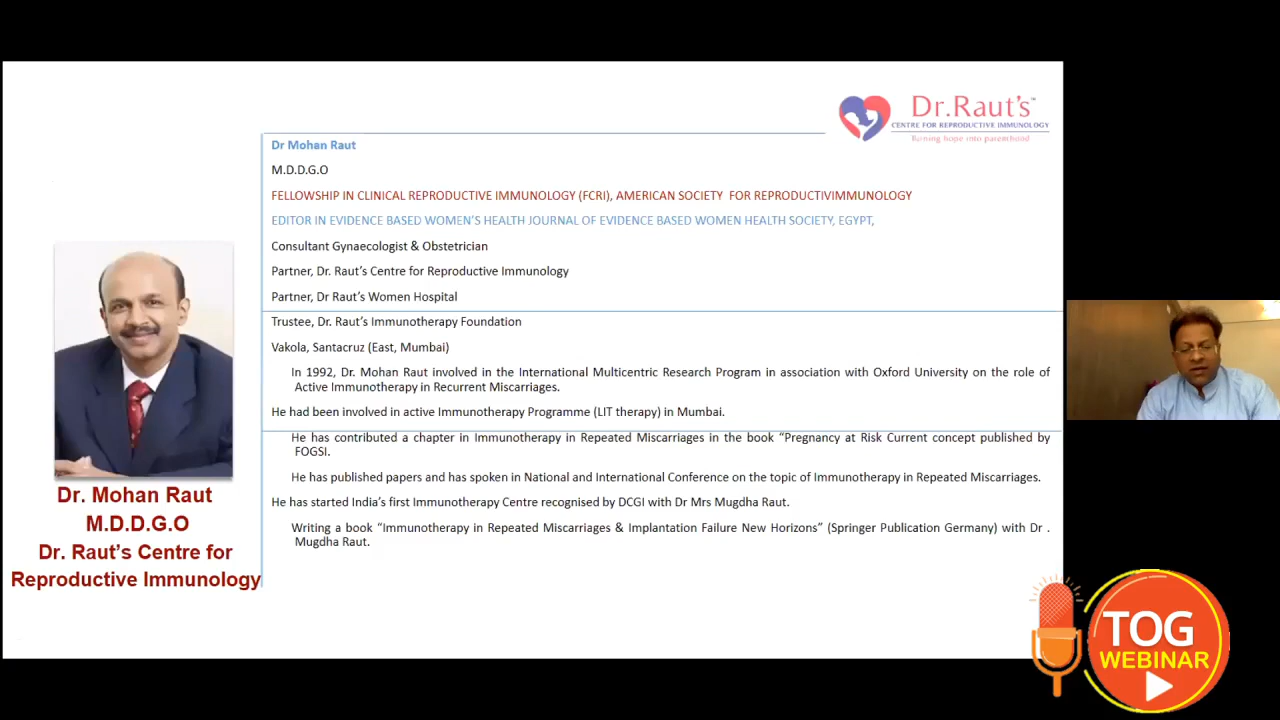 Dr.Raut's™
CENTRE FOR REPRODUCTIVE IMMUNOLOGY
Turning hope into parenthood
Dr Mohan Raut
M.D.D.G.O
FELLOWSHIP IN CLINICAL REPRODUCTIVE IMMUNOLOGY (FCRI), AMERICAN SOCIETY FOR REPRODUCTIVIMMUNOLOGY
EDITOR IN EVIDENCE BASED WOMEN'S HEALTH JOURNAL OF EVIDENCE BASED WOMEN HEALTH SOCIETY, EGYPT,
Consultant Gynaecologist & Obstetrician
Partner, Dr. Raut's Centre for Reproductive Immunology
Partner, Dr Raut's Women Hospital
Trustee, Dr. Raut's Immunotherapy Foundation
Vakola, Santacruz (East, Mumbai)
In 1992, Dr. Mohan Raut involved in the International Multicentric Research Program in association with Oxford University on the role of
Active Immunotherapy in Recurrent Miscarriages.
He had been involved in active Immunotherapy Programme (LIT therapy) in Mumbai.
He has contributed a chapter in Immunotherapy in Repeated Miscarriages in the book “Pregnancy at Risk Current concept published by
FOGSI.
He has published papers and has spoken in National and International Conference on the topic of Immunotherapy in Repeated Miscarriages.
He has started India's first Immunotherapy Centre recognised by DCGI with Dr Mrs Mugdha Raut.
Writing a book “Immunotherapy in Repeated Miscarriages & Implantation Failure New Horizons” (Springer Publication Germany) with Dr .
Mughdha Raut.
Dr. Mohan Raut
M.D.D.G.O
Dr. Raut's Centre for
Reproductive Immunology
TOG
WEBINAR